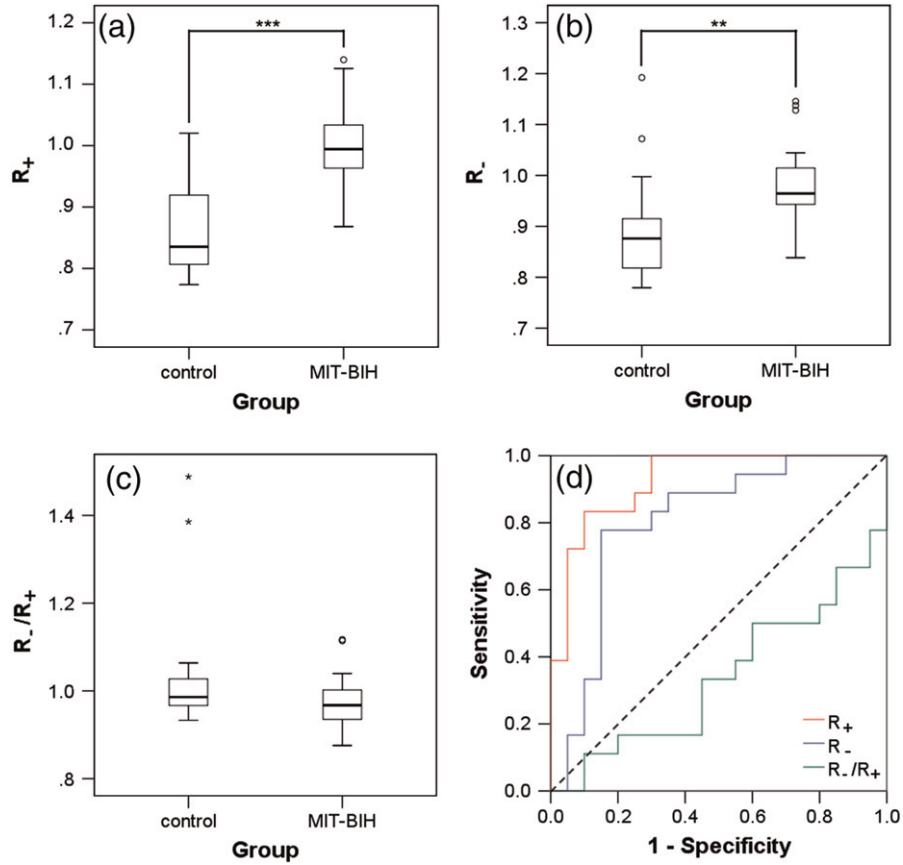 (a)
1.2
1.1
1.0
.9
.8
.7
R+
***
control
MIT-BIH
Group
(b)
1.3
1.2
1.1
1.0
.9
.8
.7
R-
**
control
MIT-BIH
Group
(c)
1.4
1.2
1.0
.8
R-/R+
*
*
control
MIT-BIH
Group
(d)
1.0
0.8
0.6
0.4
0.2
0.0
Sensitivity
R+
R-
R-/R+
0.0 0.2 0.4 0.6 0.8 1.0
1 - Specificity